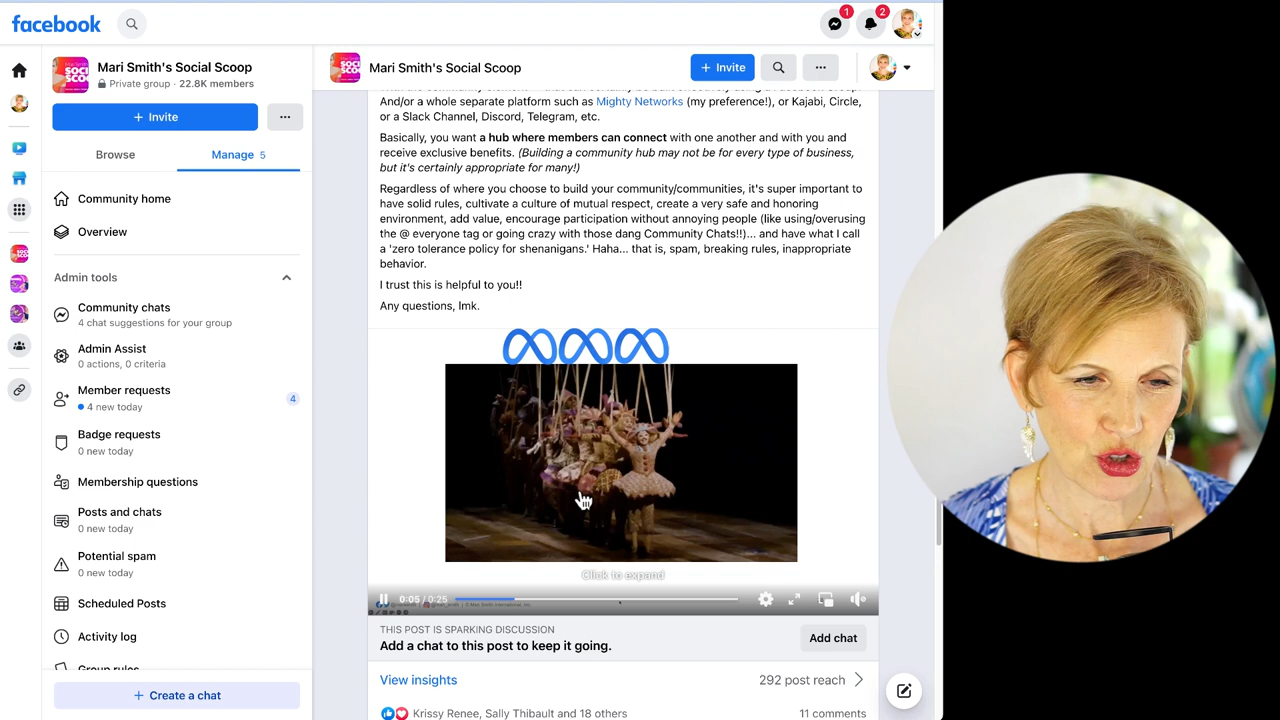 facebook
1
2
Mari Smith's Social Scoop
Private group · 22.8K members
+ Invite
Browse
Manage 5
Community home
Overview
Admin tools
Community chats
4 chat suggestions for your group
Admin Assist
0 actions, 0 criteria
Member requests
4 new today
4
Badge requests
0 new today
Membership questions
Posts and chats
0 new today
Potential spam
0 new today
Scheduled Posts
Activity log
Group rules
+ Create a chat
Mari Smith's Social Scoop
+ Invite
And/or a whole separate platform such as Mighty Networks (my preference!), or Kajabi, Circle,
or a Slack Channel, Discord, Telegram, etc.
Basically, you want a hub where members can connect with one another and with you and
receive exclusive benefits. (Building a community hub may not be for every type of business,
but it's certainly appropriate for many!)
Regardless of where you choose to build your community/communities, it's super important to
have solid rules, cultivate a culture of mutual respect, create a very safe and honoring
environment, add value, encourage participation without annoying people (like using/overusing
the @ everyone tag or going crazy with those dang Community Chats!!)... and have what I call
a 'zero tolerance policy for shenanigans.' Haha... that is, spam, breaking rules, inappropriate
behavior.
I trust this is helpful to you!!
Any questions, lmk.
Click to expand
0:05 / 0:25
THIS POST IS SPARKING DISCUSSION
Add a chat to this post to keep it going.
Add chat
View insights
292 post reach
Krissy Renee, Sally Thibault and 18 others
11 comments